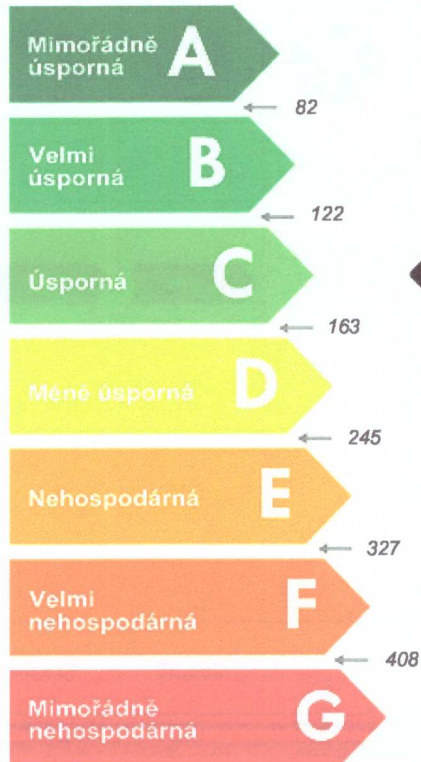 Mimořádně
úsporná
A
82
Velmi
úsporná
B
122
Úsporná
C
163
Méně úsporná
D
245
Nehospodárná
E
327
Velmi
nehospodárná
F
408
Mimořádně
nehospodárná
G